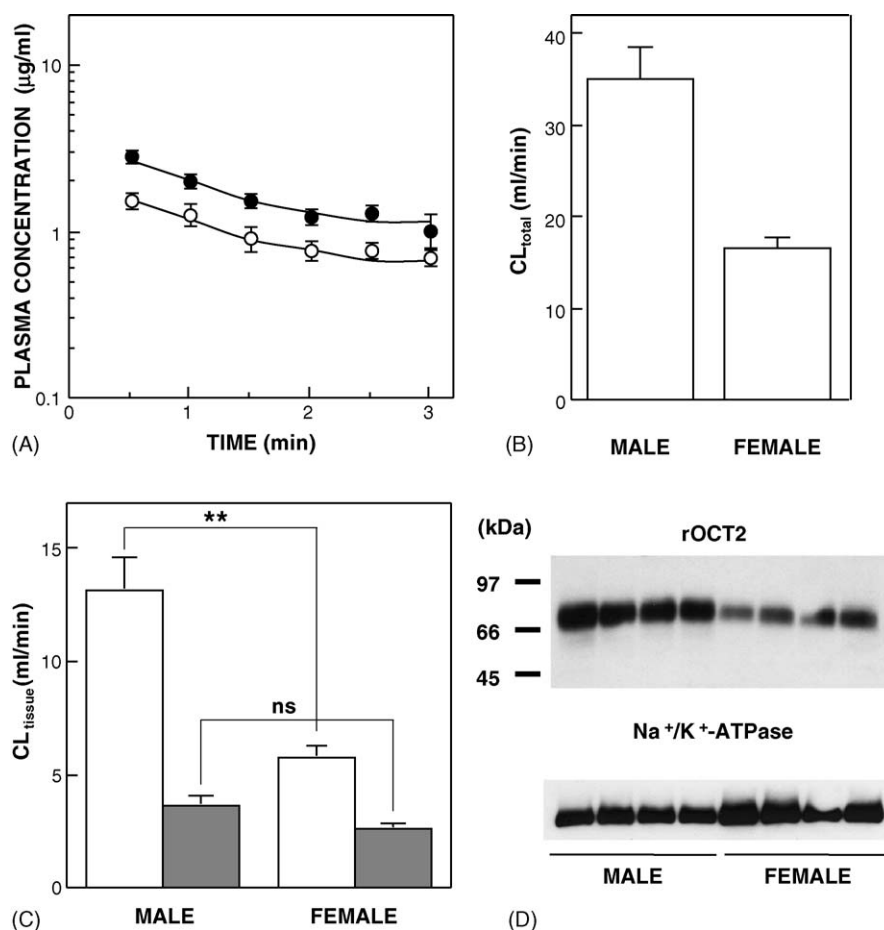 PLASMA CONCENTRATION (μg/ml)
10
1
0.1
0
1
2
3
TIME (min)
(A)
CL_total (ml/min)
40
30
20
10
0
MALE
FEMALE
(B)
CL_tissue (ml/min)
15
10
5
0
**
ns
MALE
FEMALE
(C)
(kDa)
rOCT2
97
66
45
Na⁺/K⁺-ATPase
MALE
FEMALE
(D)